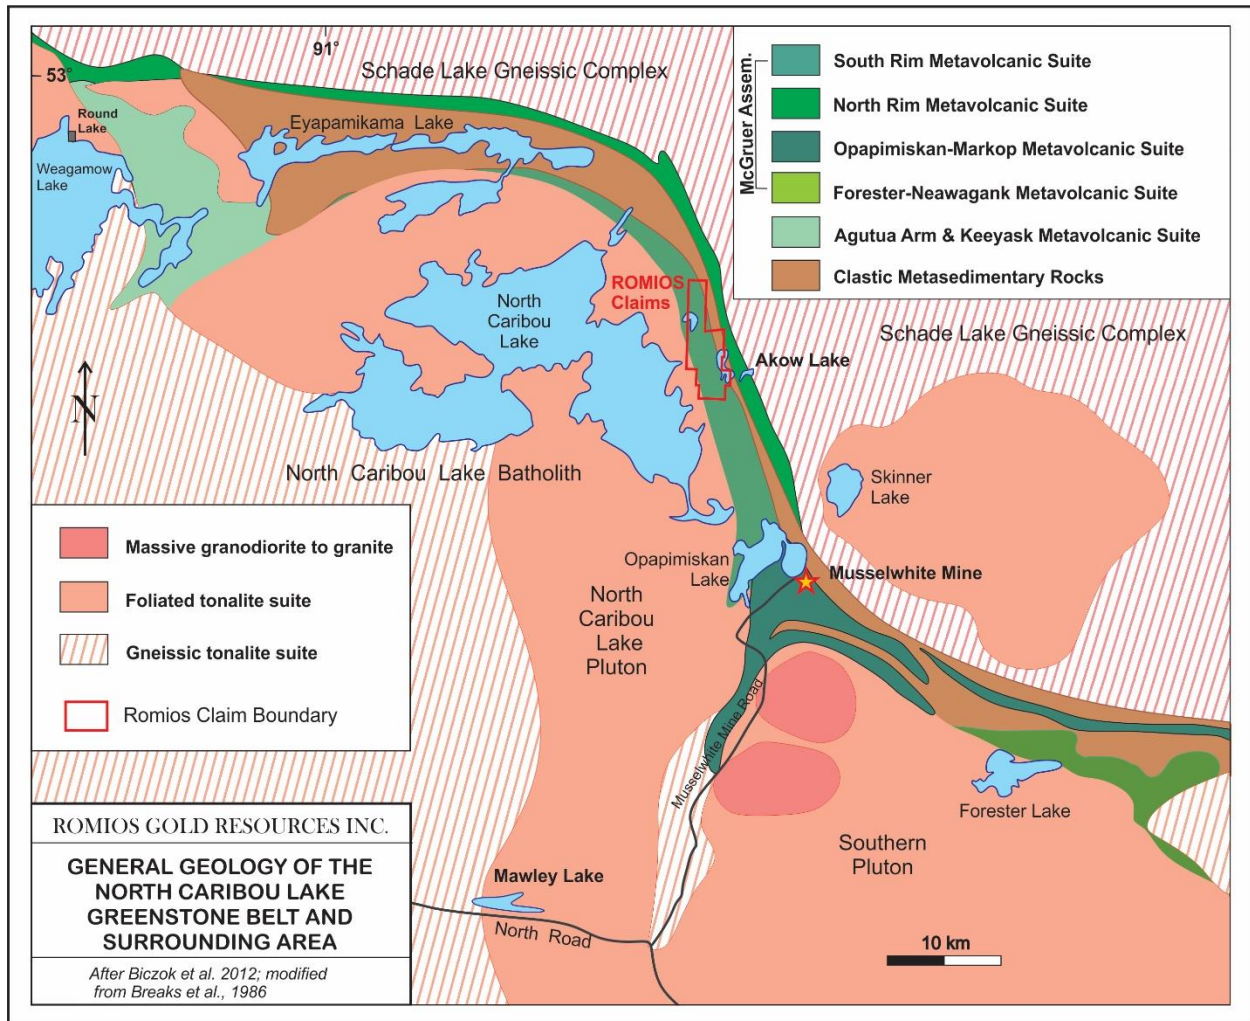 91°
53°
Schade Lake Gneissic Complex
Round
Lake
Eyapamikama Lake
Weagamow
Lake
McGruer Assem.
South Rim Metavolcanic Suite
North Rim Metavolcanic Suite
Opapimiskan-Markop Metavolcanic Suite
Forester-Neawagank Metavolcanic Suite
Agutua Arm & Keeyask Metavolcanic Suite
Clastic Metasedimentary Rocks
ROMIOS
Claims
North
Caribou
Lake
Schade Lake Gneissic Complex
Akow Lake
N
North Caribou Lake Batholith
Skinner
Lake
Massive granodiorite to granite
Foliated tonalite suite
Gneissic tonalite suite
Romios Claim Boundary
Opapimiskan
Lake
Musselwhite Mine
North
Caribou
Lake
Pluton
Musselwhite Mine Road
Forester Lake
Southern
Pluton
Mawley Lake
North Road
10 km
ROMIOS GOLD RESOURCES INC.
GENERAL GEOLOGY OF THE
NORTH CARIBOU LAKE
GREENSTONE BELT AND
SURROUNDING AREA
After Biczok et al. 2012; modified
from Breaks et al., 1986